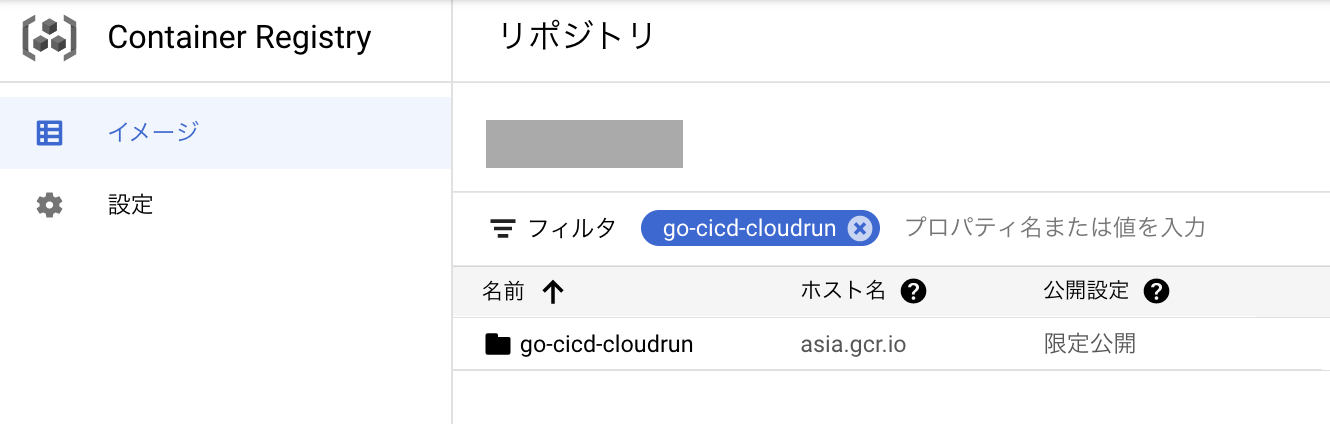 Container Registry
リポジトリ
イメージ
設定
フィルタ go-cicd-cloudrun プロパティ名または値を入力
名前 ホスト名 公開設定
go-cicd-cloudrun asia.gcr.io 限定公開